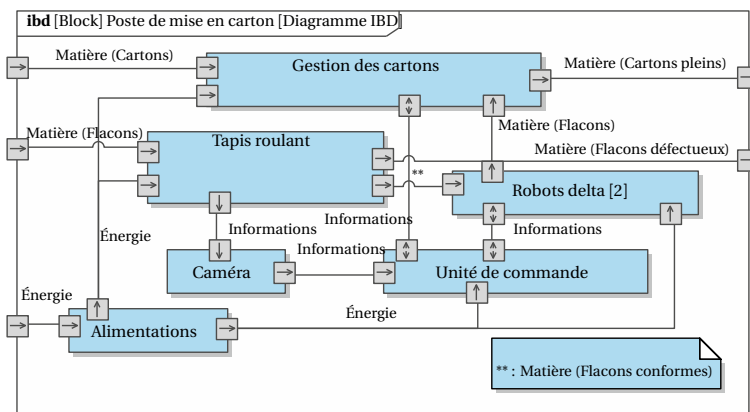 ibd [Block] Poste de mise en carton [Diagramme IBD]
Matière (Cartons)
Gestion des cartons
Matière (Cartons pleins)
Matière (Flacons)
Matière (Flacons)
Tapis roulant
Matière (Flacons défectueux)
**
Robots delta [2]
Informations
Énergie
Informations
Informations
Informations
Caméra
Unité de commande
Énergie
Énergie
Alimentations
** : Matière (Flacons conformes)